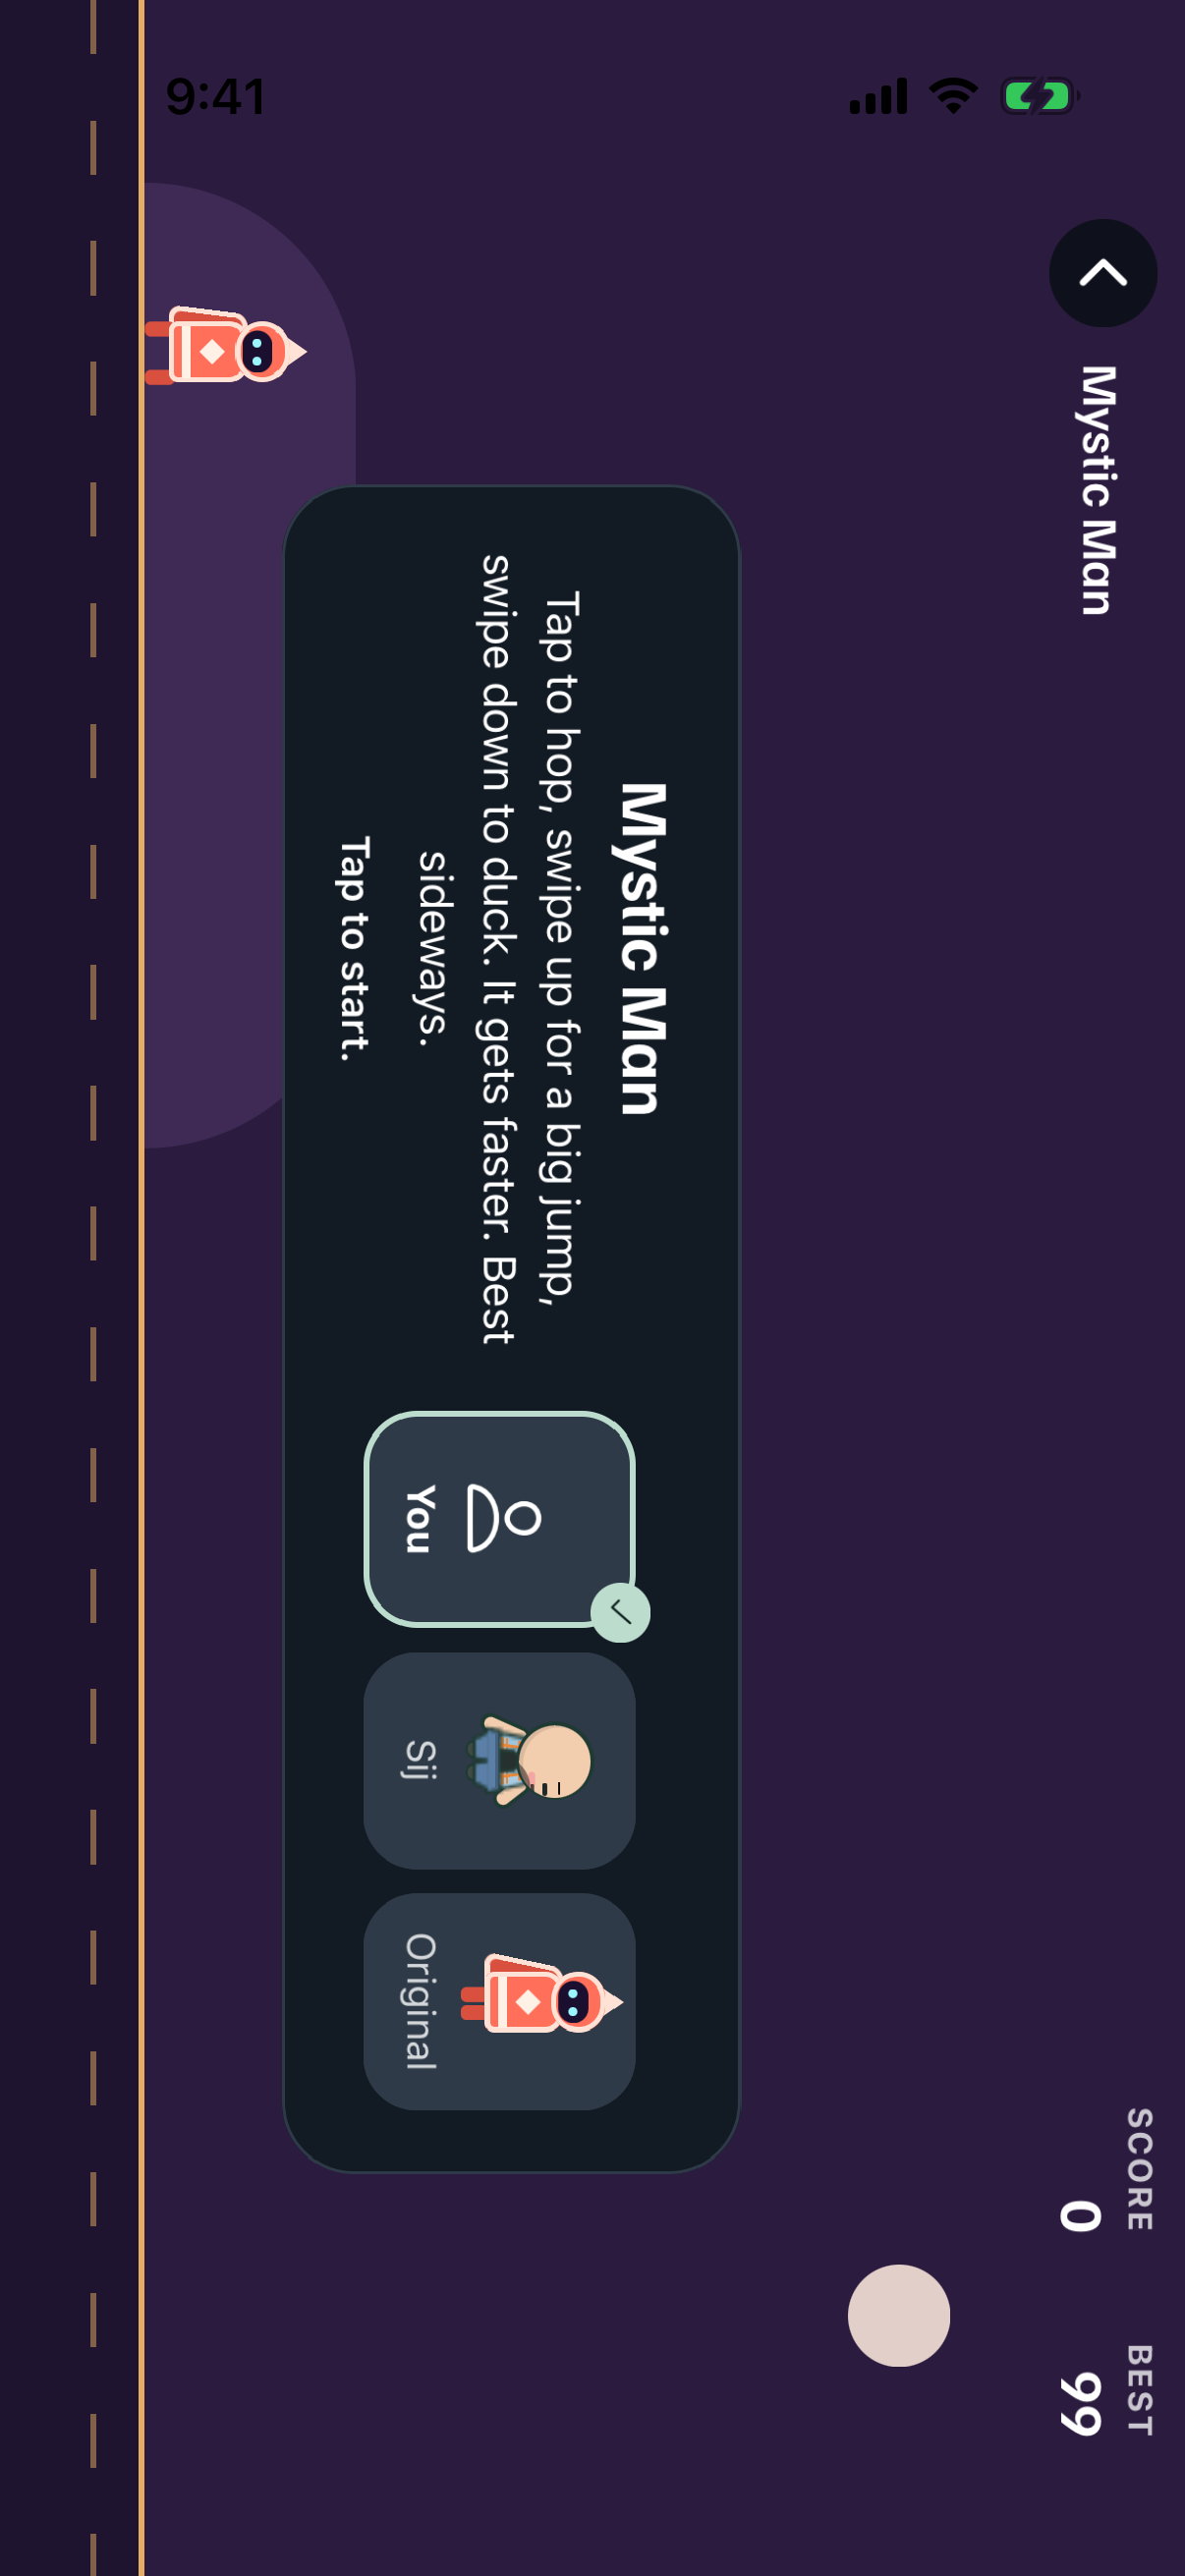 9:41
Mystic Man
SCORE
0
BEST
99
Mystic Man
Tap to hop, swipe up for a big jump,
swipe down to duck. It gets faster. Best
sideways.
Tap to start.
You
Sij
Original